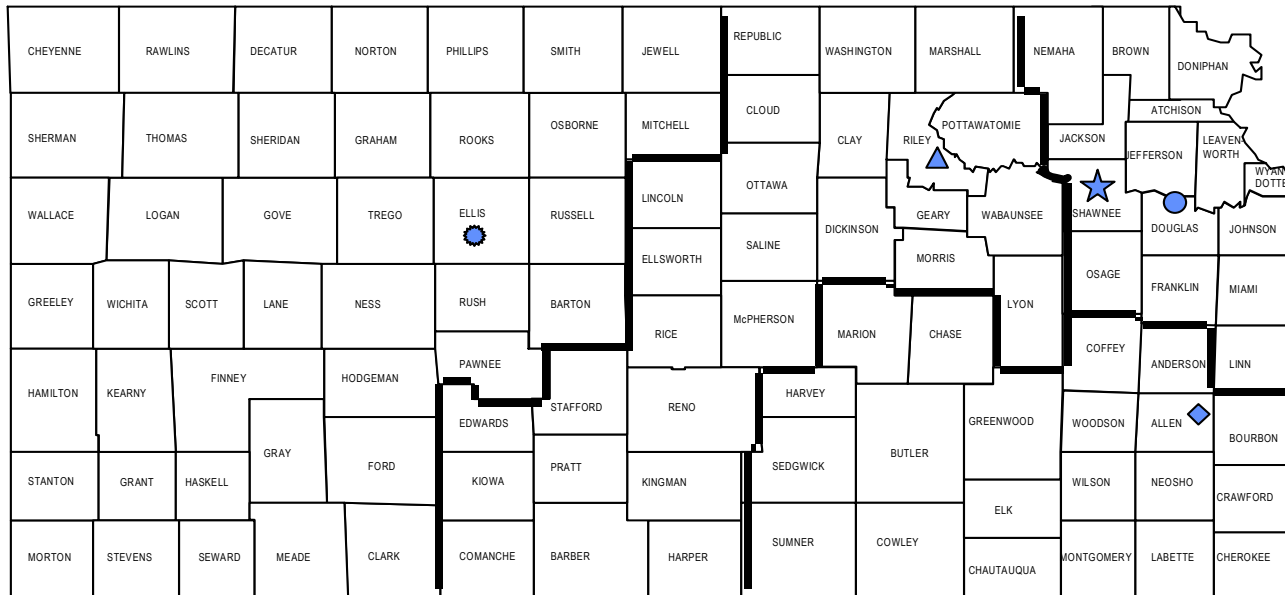 CHEYENNE
RAWLINS
DECATUR
NORTON
PHILLIPS
SMITH
JEWELL
REPUBLIC
WASHINGTON
MARSHALL
NEMAHA
BROWN
DONIPHAN
SHERMAN
THOMAS
SHERIDAN
GRAHAM
ROOKS
OSBORNE
MITCHELL
CLOUD
CLAY
RILEY
POTTAWATOMIE
JACKSON
ATCHISON
JEFFERSON
LEAVEN-
WORTH
WYAN
DOTTE
WALLACE
LOGAN
GOVE
TREGO
ELLIS
RUSSELL
LINCOLN
OTTAWA
SALINE
DICKINSON
GEARY
WABAUNSEE
SHAWNEE
DOUGLAS
JOHNSON
ELLSWORTH
MORRIS
OSAGE
FRANKLIN
MIAMI
GREELEY
WICHITA
SCOTT
LANE
NESS
RUSH
BARTON
RICE
McPHERSON
MARION
CHASE
LYON
COFFEY
ANDERSON
LINN
HAMILTON
KEARNY
FINNEY
HODGEMAN
PAWNEE
STAFFORD
RENO
HARVEY
EDWARDS
GREENWOOD
WOODSON
ALLEN
BOURBON
GRAY
FORD
KIOWA
PRATT
KINGMAN
SEDGWICK
BUTLER
STANTON
GRANT
HASKELL
WILSON
NEOSHO
CRAWFORD
ELK
MORTON
STEVENS
SEWARD
MEADE
CLARK
COMANCHE
BARBER
HARPER
SUMNER
COWLEY
CHAUTAUQUA
MONTGOMERY
LABETTE
CHEROKEE